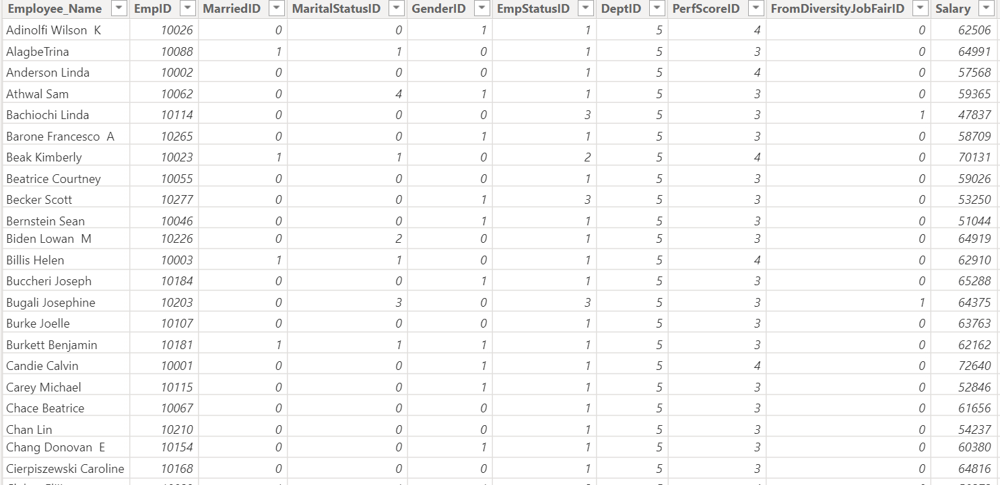 Employee_Name EmpID MarriedID MaritalStatusID GenderID EmpStatusID DeptID PerfScoreID FromDiversityJobFairID Salary
Adinolfi Wilson K 10026 0 0 1 1 5 4 0 62506
AlagbeTrina 10088 1 1 0 1 5 3 0 64991
Anderson Linda 10002 0 0 0 1 5 4 0 57568
Athwal Sam 10062 0 4 1 1 5 3 0 59365
Bachiochi Linda 10114 0 0 0 3 5 3 1 47837
Barone Francesco A 10265 0 0 1 1 5 3 0 58709
Beak Kimberly 10023 1 1 0 2 5 4 0 70131
Beatrice Courtney 10055 0 0 0 1 5 3 0 59026
Becker Scott 10277 0 0 1 3 5 3 0 53250
Bernstein Sean 10046 0 0 1 1 5 3 0 51044
Biden Lowan M 10226 0 2 0 1 5 3 0 64919
Billis Helen 10003 1 1 0 1 5 4 0 62910
Buccheri Joseph 10184 0 0 1 1 5 3 0 65288
Bugali Josephine 10203 0 3 0 3 5 3 1 64375
Burke Joelle 10107 0 0 0 1 5 3 0 63763
Burkett Benjamin 10181 1 1 1 1 5 3 0 62162
Candie Calvin 10001 0 0 1 1 5 4 0 72640
Carey Michael 10115 0 0 1 1 5 3 0 52846
Chace Beatrice 10067 0 0 0 1 5 3 0 61656
Chan Lin 10210 0 0 0 1 5 3 0 54237
Chang Donovan E 10154 0 0 1 1 5 3 0 60380
Cierpiszewski Caroline 10168 0 0 0 1 5 3 0 64816